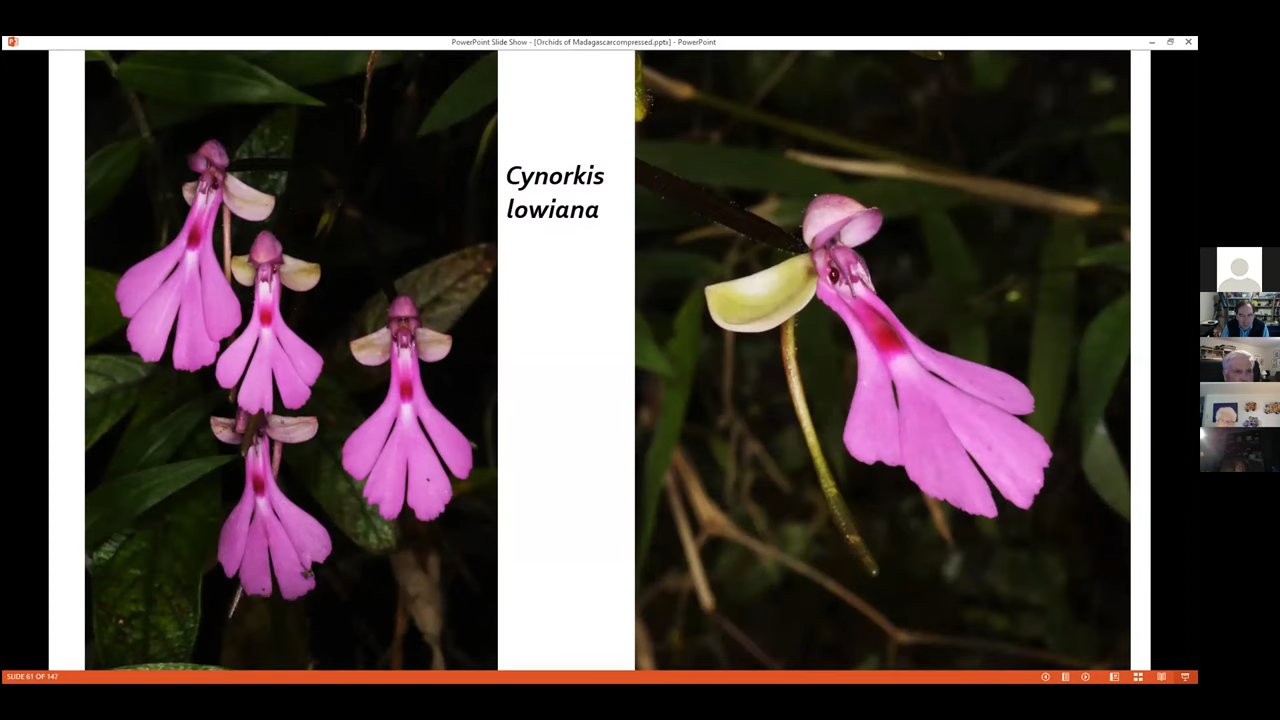 PowerPoint Slide Show - [Orchids of Madagascarcompressed.pptx] - PowerPoint
Cynorkis
lowiana
SLIDE 61 OF 147